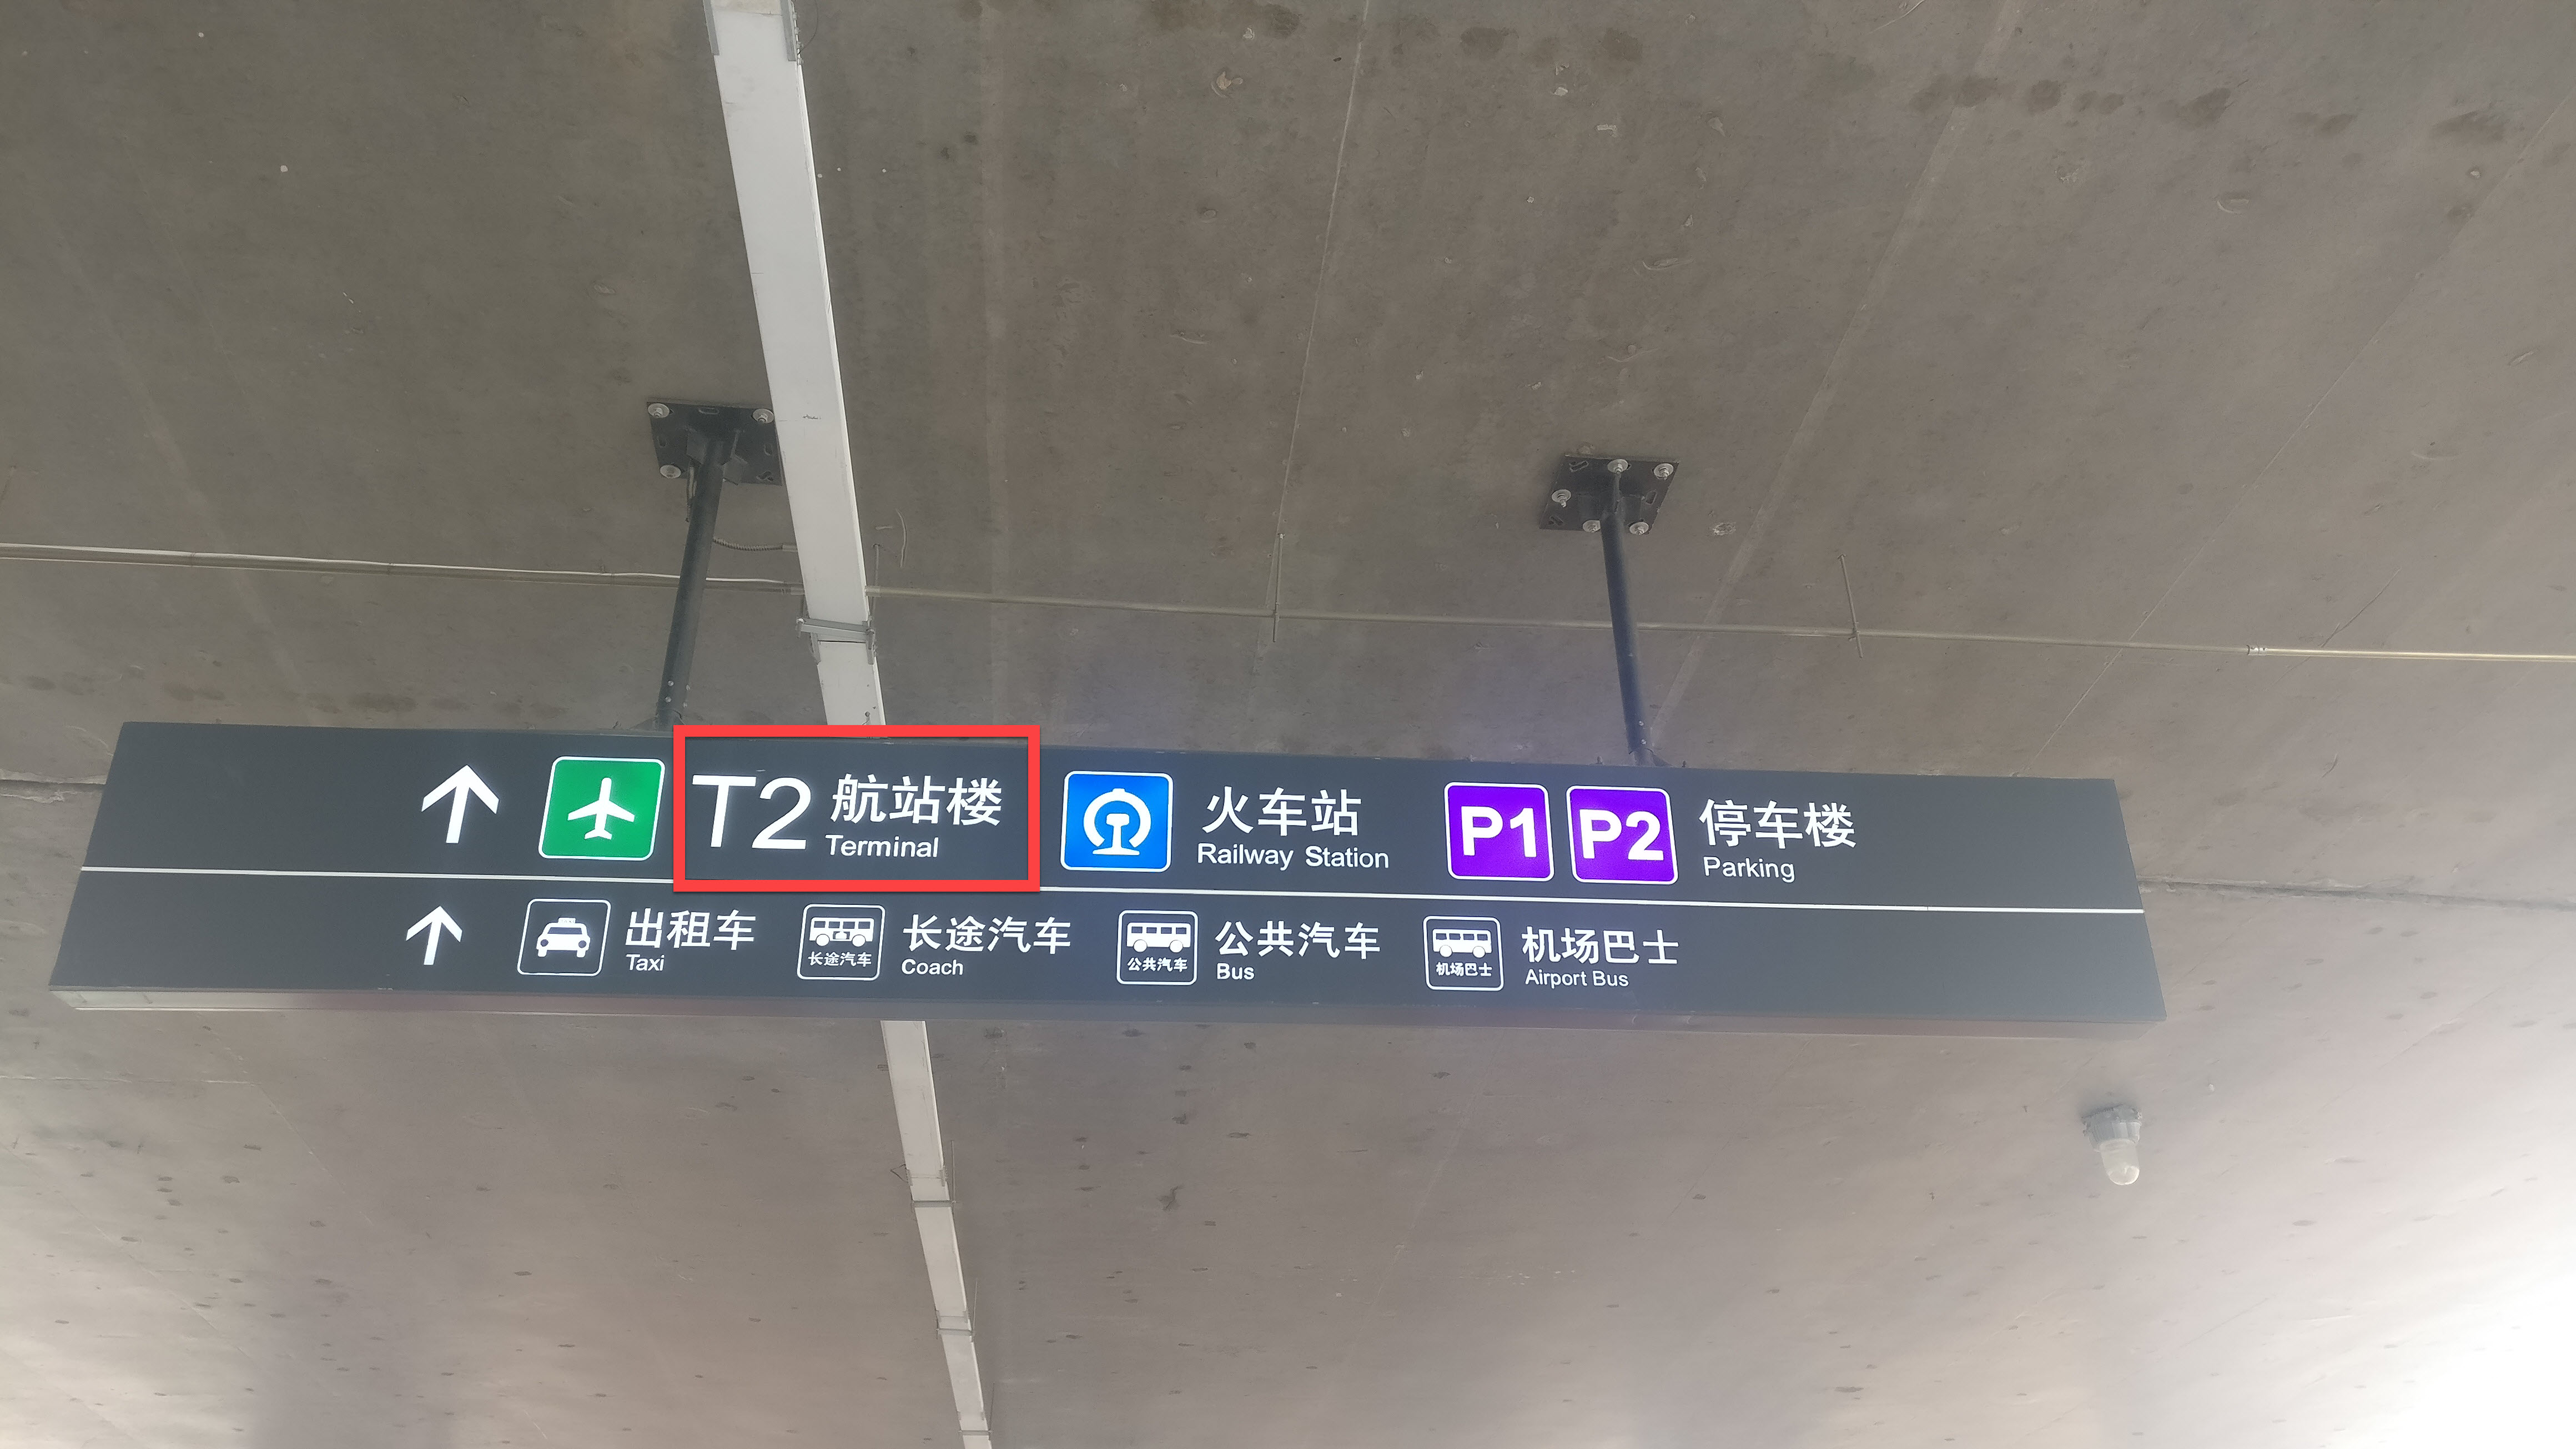 T2 航站楼 火车站 P1 P2 停车楼
Terminal Railway Station Parking
出租车 长途汽车 长途汽车 公共汽车 公共汽车 机场巴士 机场巴士
Taxi Coach Bus Airport Bus